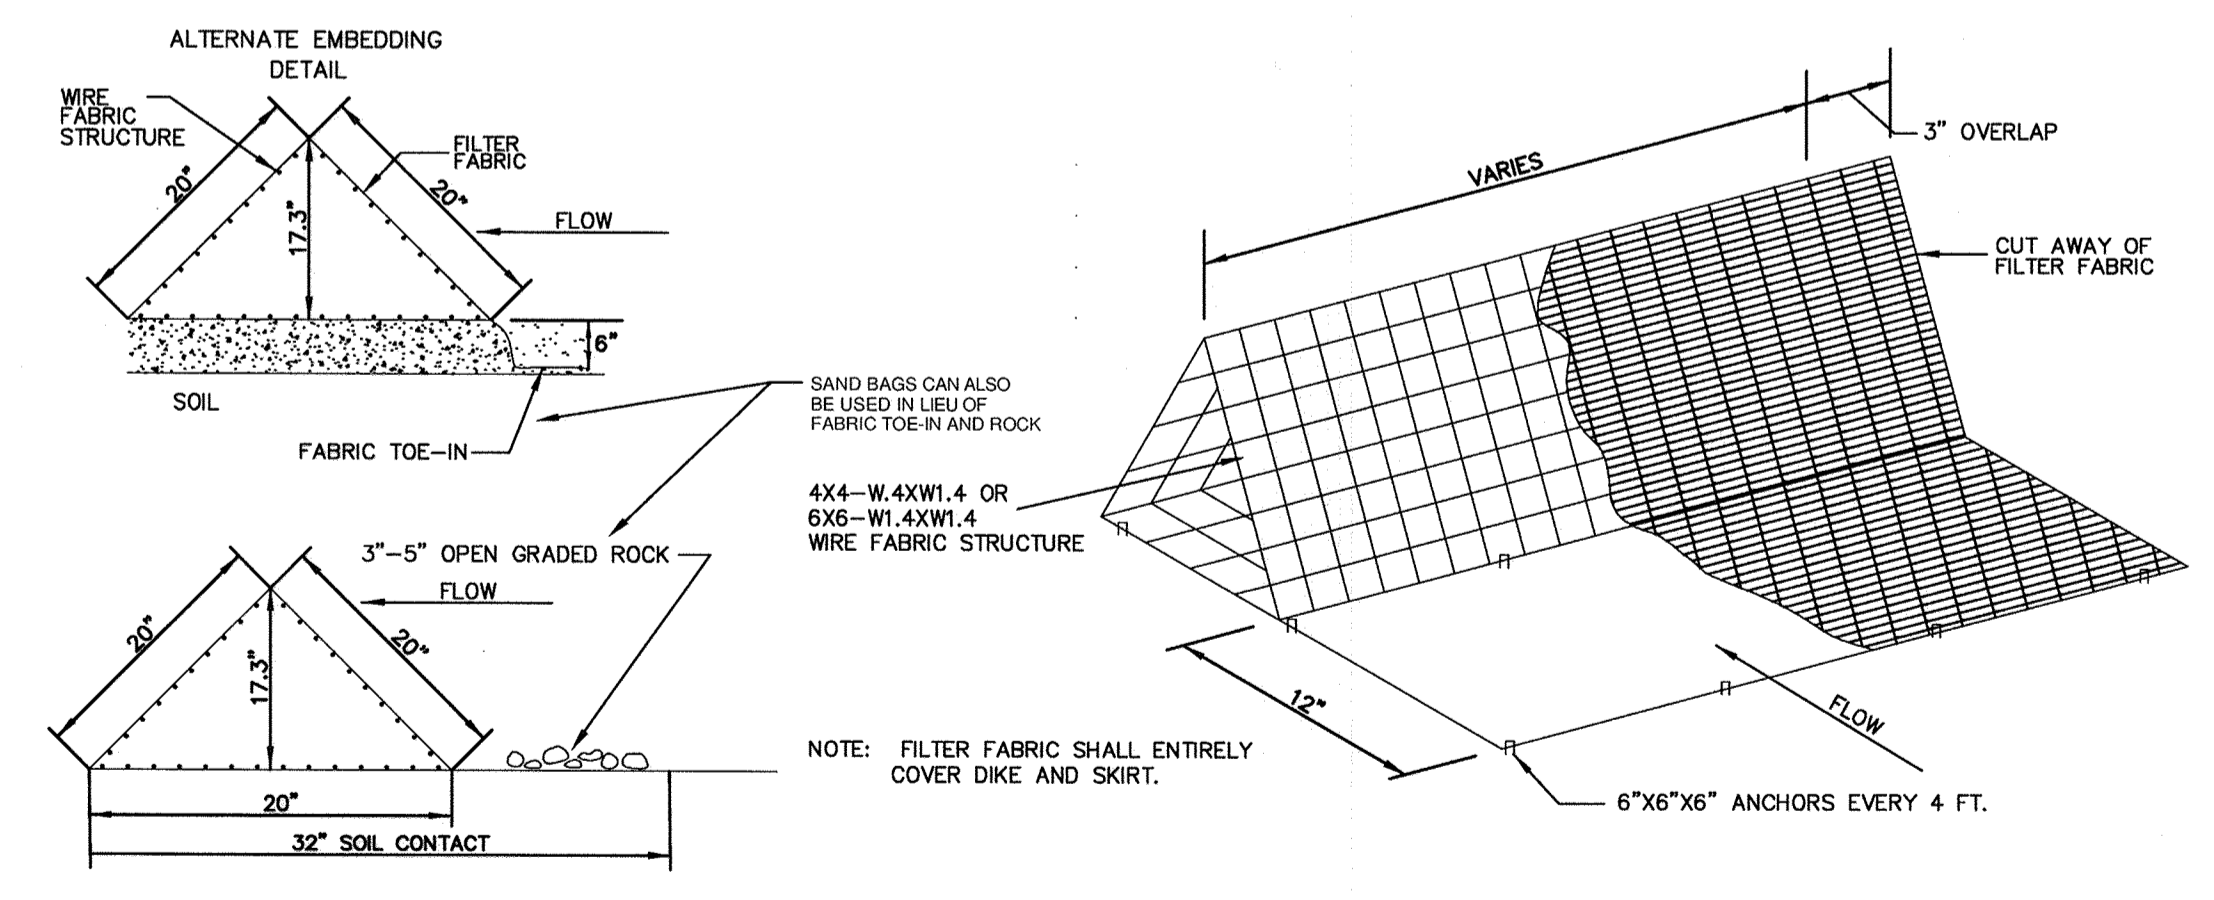 ALTERNATE EMBEDDING
DETAIL
WIRE
FABRIC
STRUCTURE
FILTER
FABRIC
20"
20"
17.3"
FLOW
6"
SOIL
FABRIC TOE-IN
SAND BAGS CAN ALSO
BE USED IN LIEU OF
FABRIC TOE-IN AND ROCK
4X4-W.4XW1.4 OR
6X6-W1.4XW1.4
WIRE FABRIC STRUCTURE
3"-5" OPEN GRADED ROCK
FLOW
20"
20"
17.3"
20"
32" SOIL CONTACT
NOTE: FILTER FABRIC SHALL ENTIRELY
COVER DIKE AND SKIRT.
VARIES
3" OVERLAP
CUT AWAY OF
FILTER FABRIC
12"
FLOW
6"X6"X6" ANCHORS EVERY 4 FT.